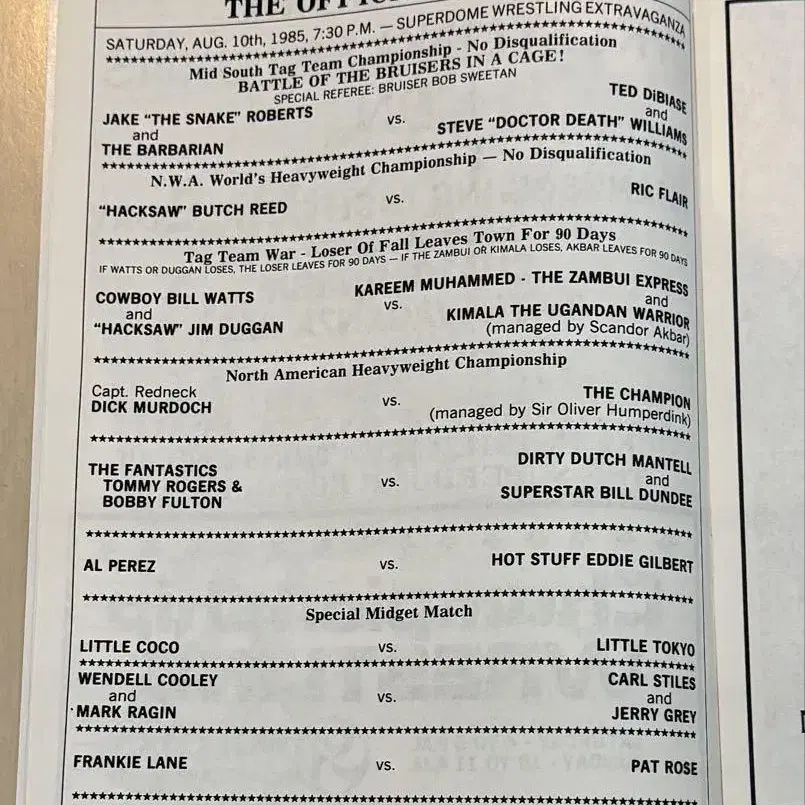 THE
SATURDAY, AUG. 10th, 1985, 7:30 P.M. — SUPERDOME WRESTLING EXTRAVAGANZA
Mid South Tag Team Championship - No Disqualification
BATTLE OF THE BRUISERS IN A CAGE!
SPECIAL REFEREE: BRUISER BOB SWEETAN
JAKE "THE SNAKE" ROBERTS
and
THE BARBARIAN
vs.
TED DiBIASE
and
STEVE "DOCTOR DEATH" WILLIAMS
N.W.A. World's Heavyweight Championship — No Disqualification
"HACKSAW" BUTCH REED
vs.
RIC FLAIR
Tag Team War - Loser Of Fall Leaves Town For 90 Days
IF WATTS OR DUGGAN LOSES, THE LOSER LEAVES FOR 90 DAYS — IF THE ZAMBUI OR KIMALA LOSES, AKBAR LEAVES FOR 90 DAYS
COWBOY BILL WATTS
and
"HACKSAW" JIM DUGGAN
vs.
KAREEM MUHAMMED - THE ZAMBUI EXPRESS
and
KIMALA THE UGANDAN WARRIOR
(managed by Scandor Akbar)
North American Heavyweight Championship
Capt. Redneck
DICK MURDOCH
vs.
THE CHAMPION
(managed by Sir Oliver Humperdink)
THE FANTASTICS
TOMMY ROGERS &
BOBBY FULTON
vs.
DIRTY DUTCH MANTELL
and
SUPERSTAR BILL DUNDEE
AL PEREZ
vs.
HOT STUFF EDDIE GILBERT
Special Midget Match
LITTLE COCO
vs.
LITTLE TOKYO
WENDELL COOLEY
and
MARK RAGIN
vs.
CARL STILES
and
JERRY GREY
FRANKIE LANE
vs.
PAT ROSE